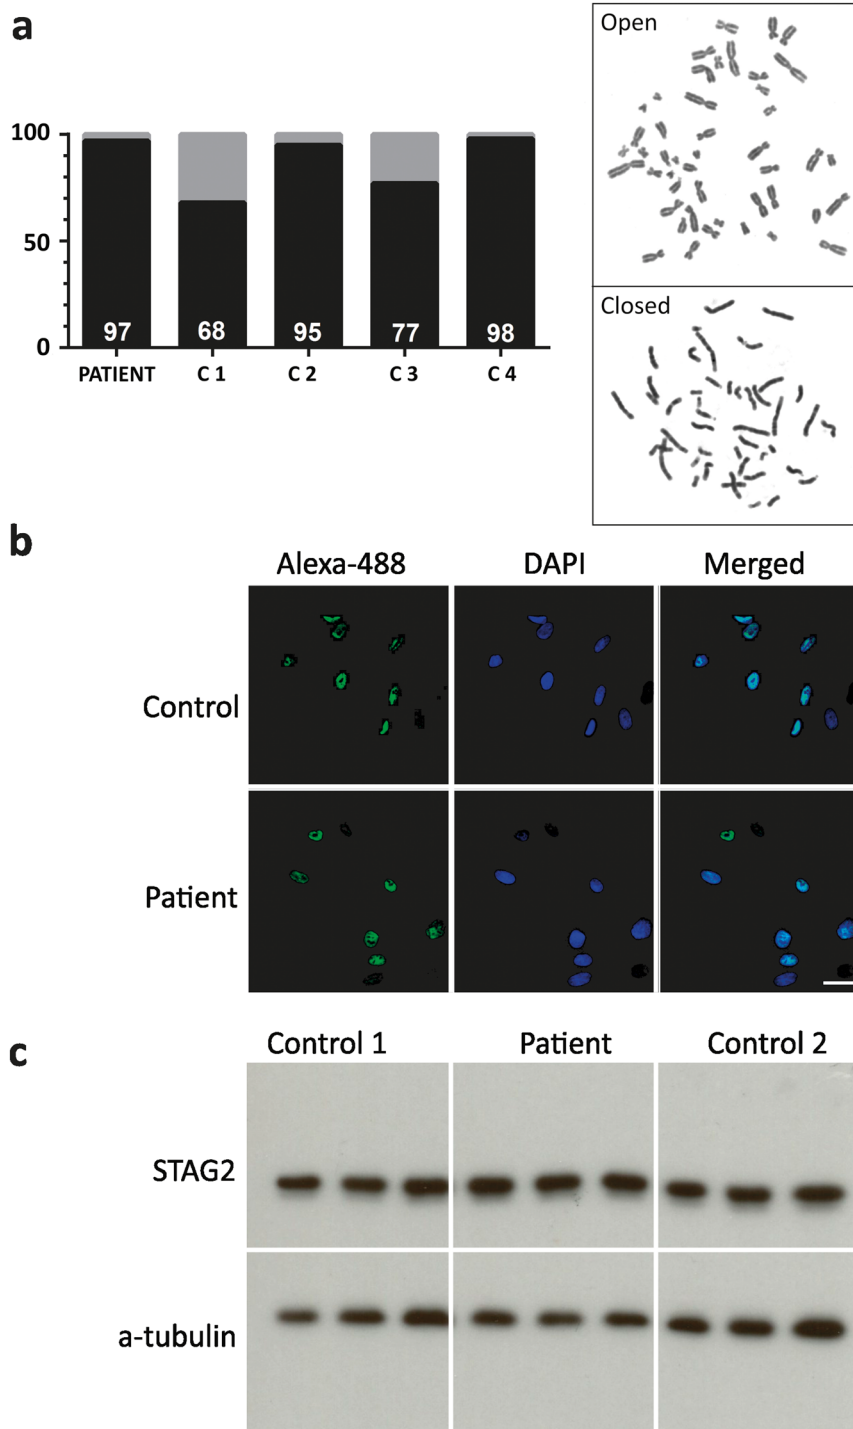 a
Open
100
50
0
97
68
95
77
98
PATIENT
C 1
C 2
C 3
C 4
Closed
b
Alexa-488
DAPI
Merged
Control
Patient
c
Control 1
Patient
Control 2
STAG2
a-tubulin